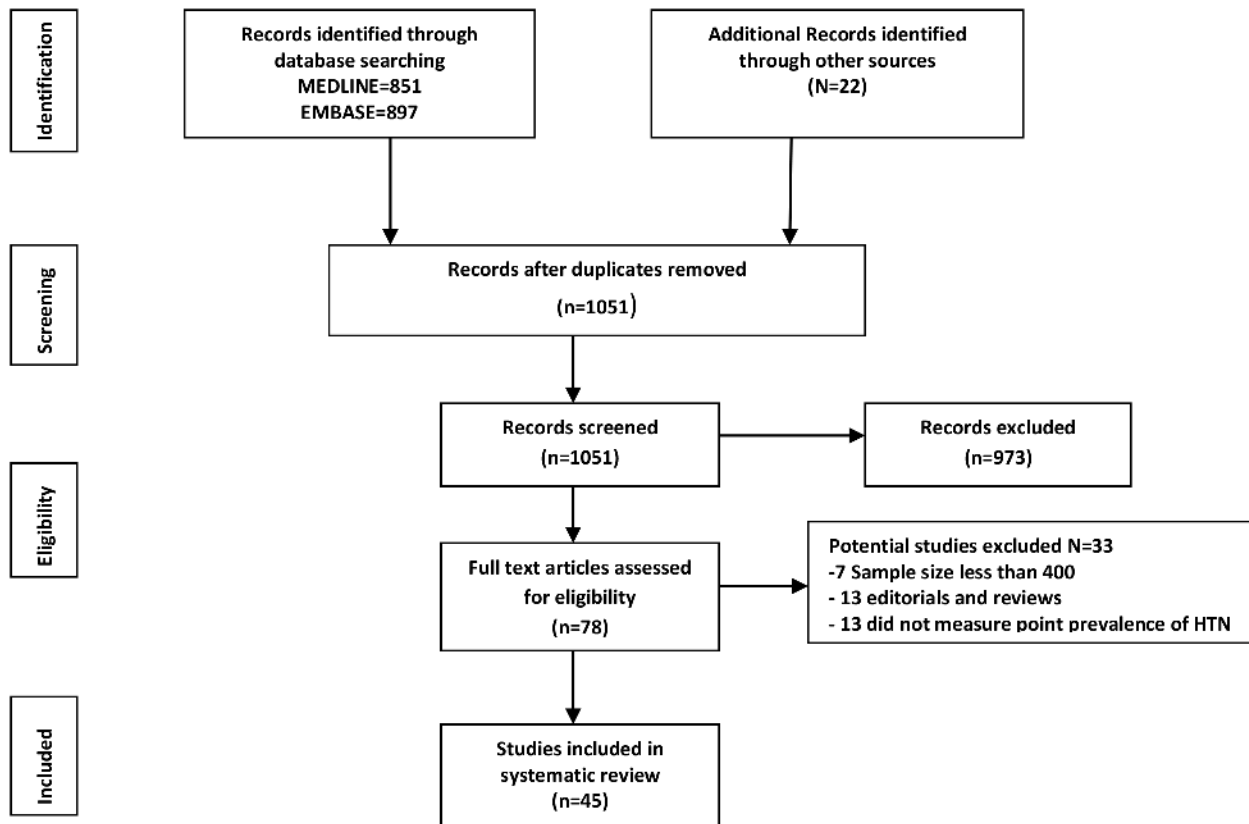 Identification
Records identified through
database searching
MEDLINE=851
EMBASE=897
Additional Records identified
through other sources
(N=22)
Screening
Records after duplicates removed
(n=1051)
Records screened
(n=1051)
Records excluded
(n=973)
Eligibility
Full text articles assessed
for eligibility
(n=78)
Potential studies excluded N=33
-7 Sample size less than 400
- 13 editorials and reviews
- 13 did not measure point prevalence of HTN
Included
Studies included in
systematic review
(n=45)